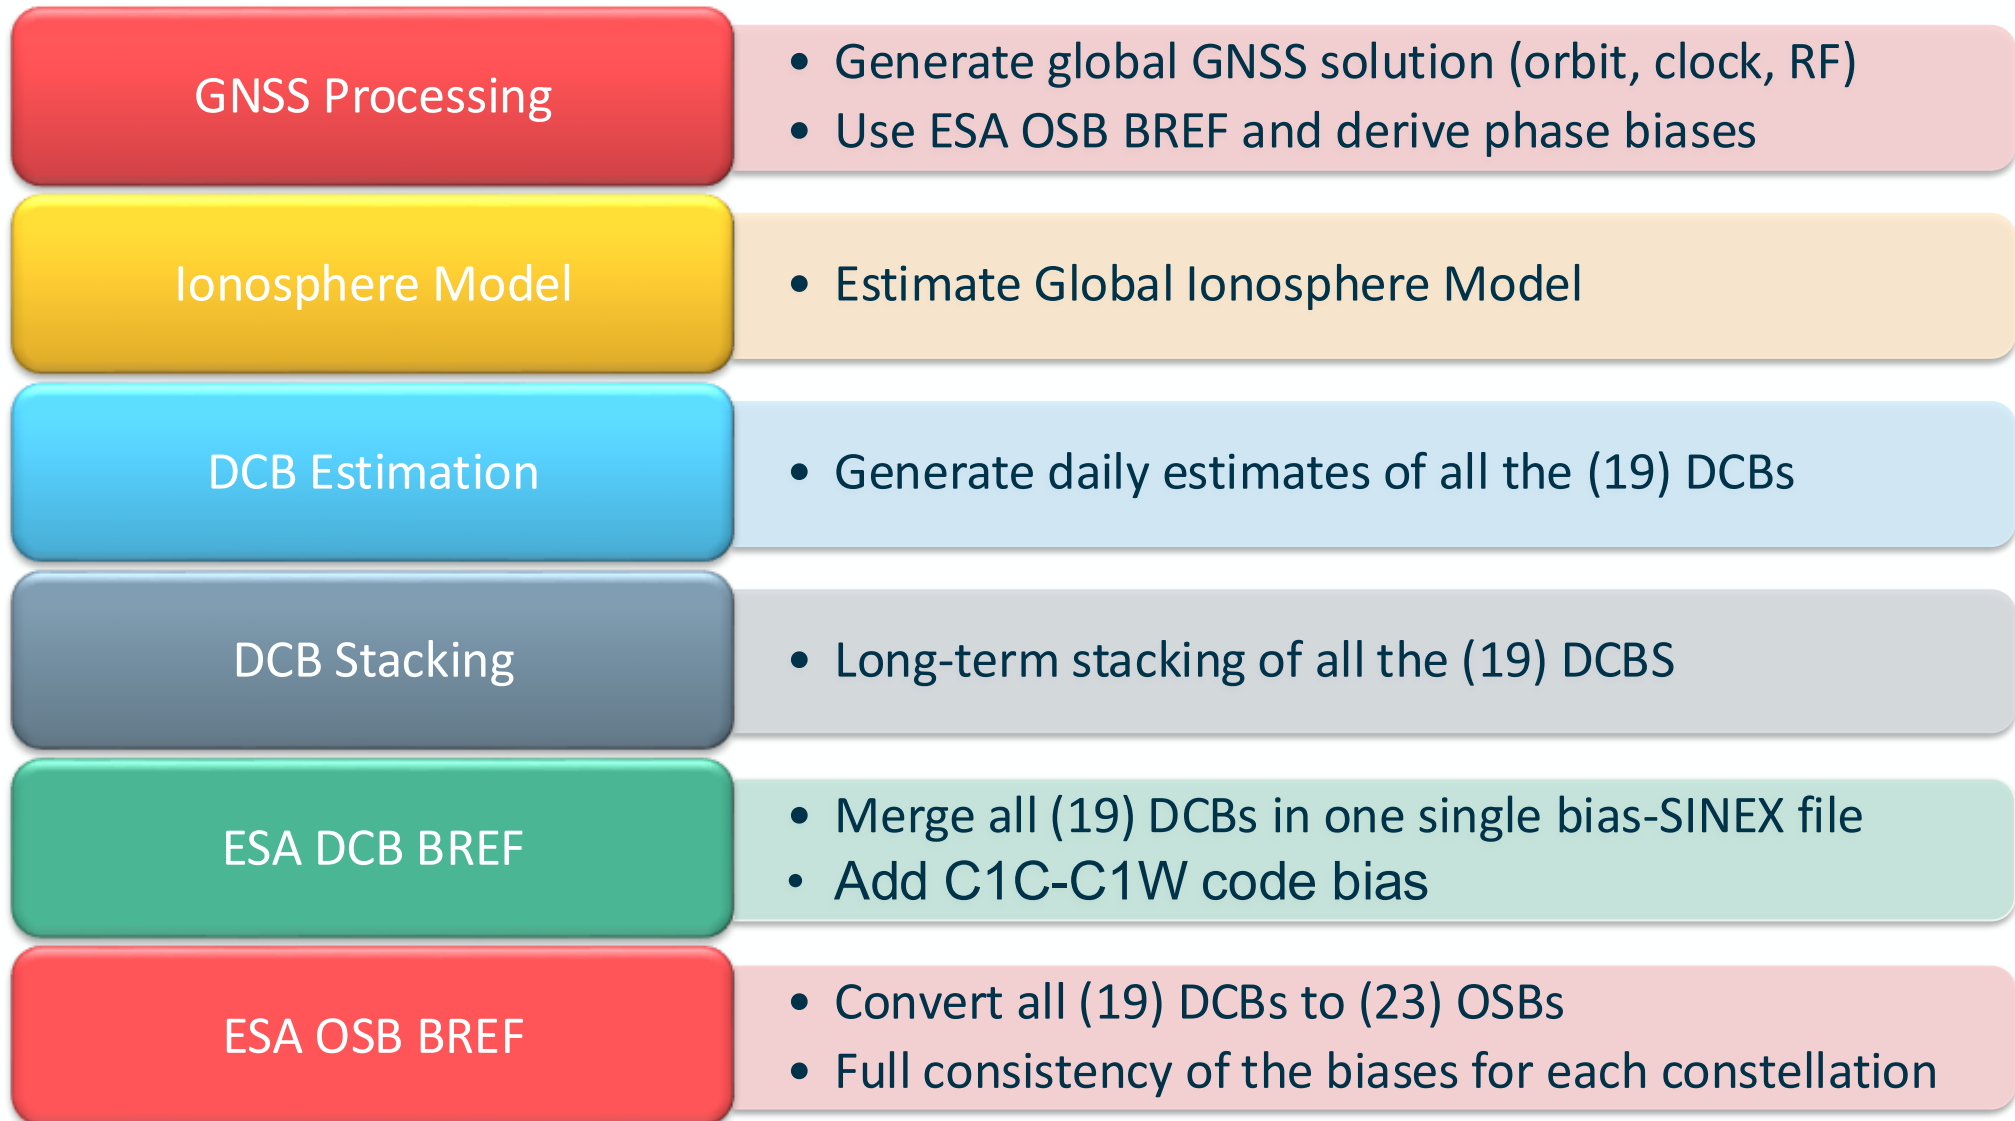 GNSS Processing
• Generate global GNSS solution (orbit, clock, RF)
• Use ESA OSB BREF and derive phase biases
Ionosphere Model
• Estimate Global Ionosphere Model
DCB Estimation
• Generate daily estimates of all the (19) DCBs
DCB Stacking
• Long-term stacking of all the (19) DCBS
ESA DCB BREF
• Merge all (19) DCBs in one single bias-SINEX file
• Add C1C-C1W code bias
ESA OSB BREF
• Convert all (19) DCBs to (23) OSBs
• Full consistency of the biases for each constellation